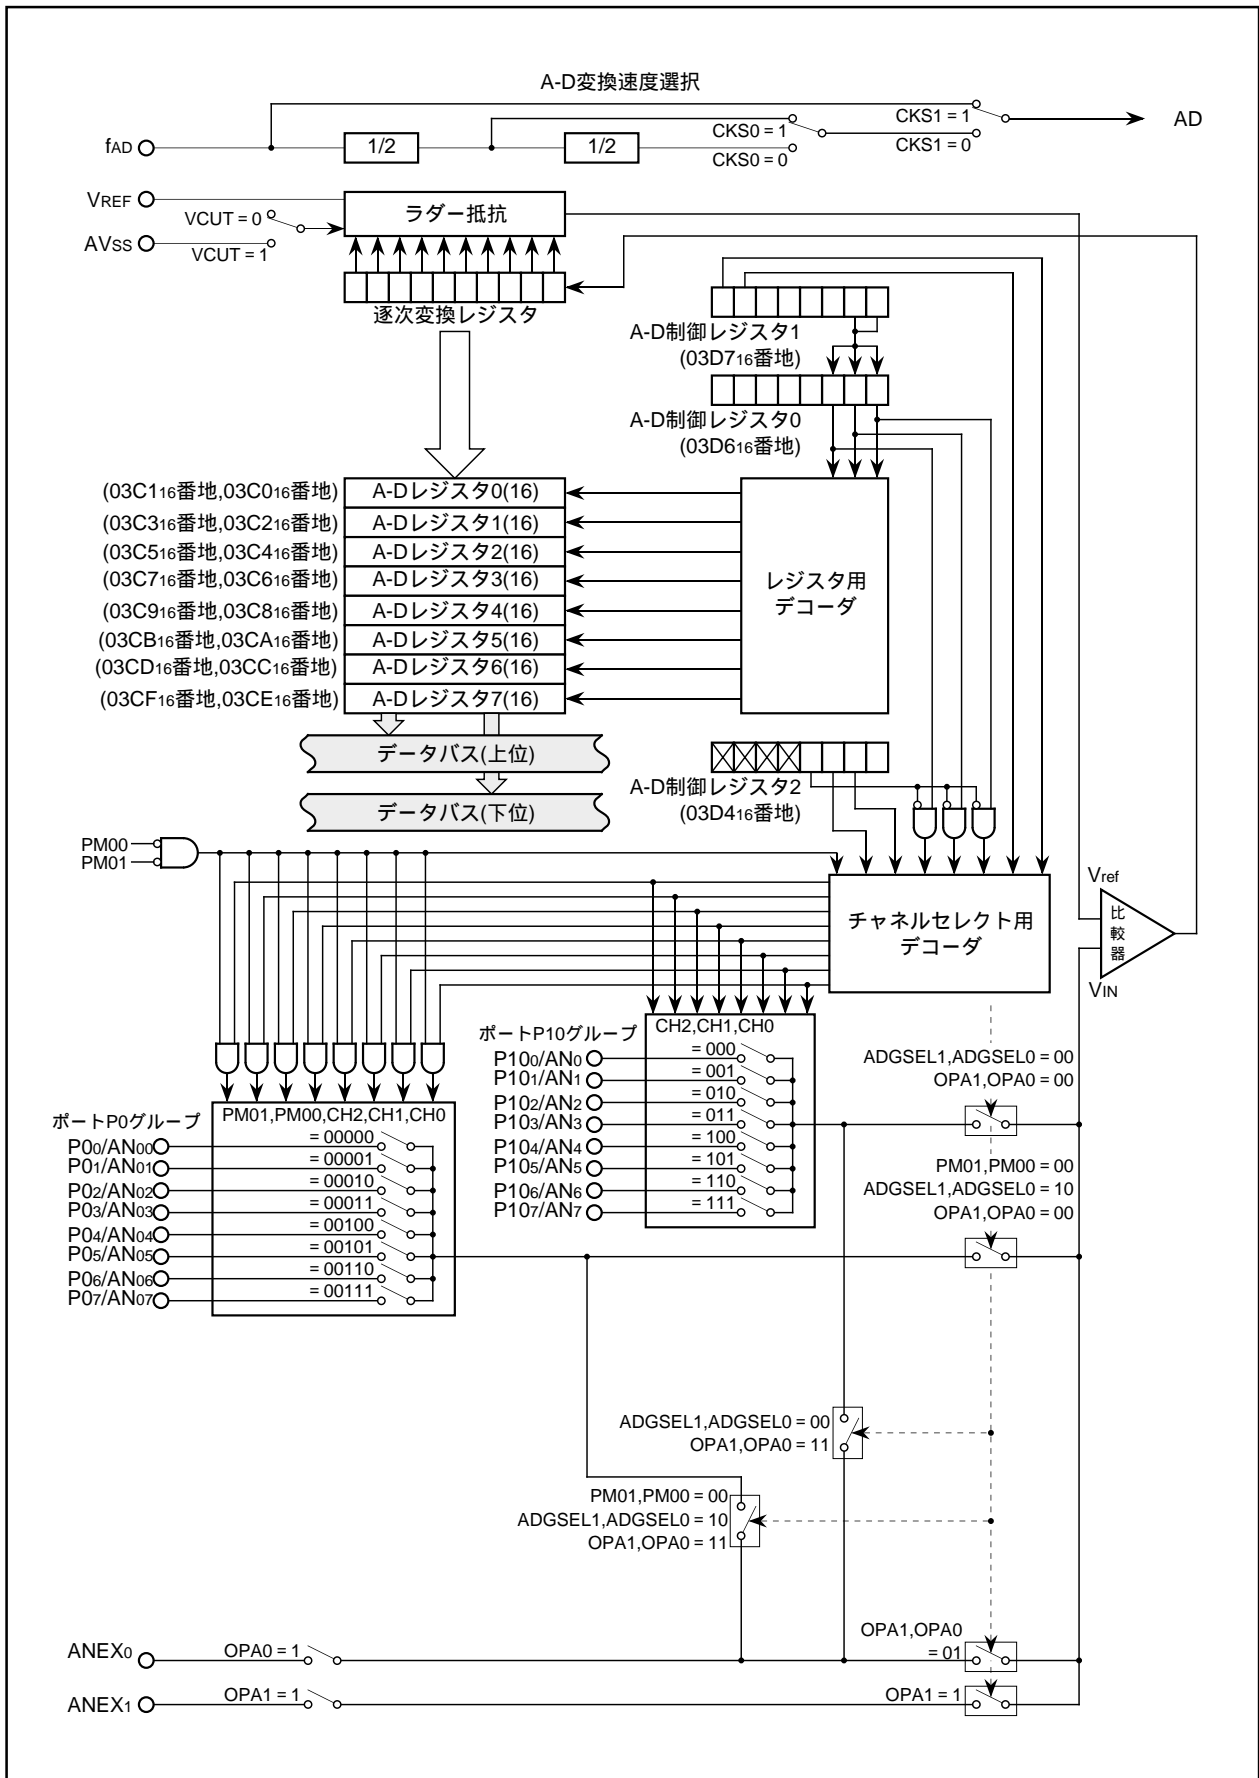 A-D変換速度選択
fAD
1/2
1/2
CKS0 = 1
CKS0 = 0
CKS1 = 1
CKS1 = 0
AD
VREF
AVSS
VCUT = 0
VCUT = 1
ラダー抵抗
逐次変換レジスタ
A-D制御レジスタ1
(03D716番地)
A-D制御レジスタ0
(03D616番地)
(03C116番地,03C016番地) A-Dレジスタ0(16)
(03C316番地,03C216番地) A-Dレジスタ1(16)
(03C516番地,03C416番地) A-Dレジスタ2(16)
(03C716番地,03C616番地) A-Dレジスタ3(16)
(03C916番地,03C816番地) A-Dレジスタ4(16)
(03CB16番地,03CA16番地) A-Dレジスタ5(16)
(03CD16番地,03CC16番地) A-Dレジスタ6(16)
(03CF16番地,03CE16番地) A-Dレジスタ7(16)
レジスタ用
デコーダ
データバス(上位)
データバス(下位)
A-D制御レジスタ2
(03D416番地)
PM00
PM01
チャネルセレクト用
デコーダ
Vref
比較器
VIN
ポートP10グループ
CH2,CH1,CH0
P100/AN0 = 000
P101/AN1 = 001
P102/AN2 = 010
P103/AN3 = 011
P104/AN4 = 100
P105/AN5 = 101
P106/AN6 = 110
P107/AN7 = 111
ポートP0グループ
PM01,PM00,CH2,CH1,CH0
P00/AN00 = 00000
P01/AN01 = 00001
P02/AN02 = 00010
P03/AN03 = 00011
P04/AN04 = 00100
P05/AN05 = 00101
P06/AN06 = 00110
P07/AN07 = 00111
ADGSEL1,ADGSEL0 = 00
OPA1,OPA0 = 00
PM01,PM00 = 00
ADGSEL1,ADGSEL0 = 10
OPA1,OPA0 = 00
ADGSEL1,ADGSEL0 = 00
OPA1,OPA0 = 11
PM01,PM00 = 00
ADGSEL1,ADGSEL0 = 10
OPA1,OPA0 = 11
ANEX0
OPA0 = 1
OPA1,OPA0
= 01
ANEX1
OPA1 = 1
OPA1 = 1